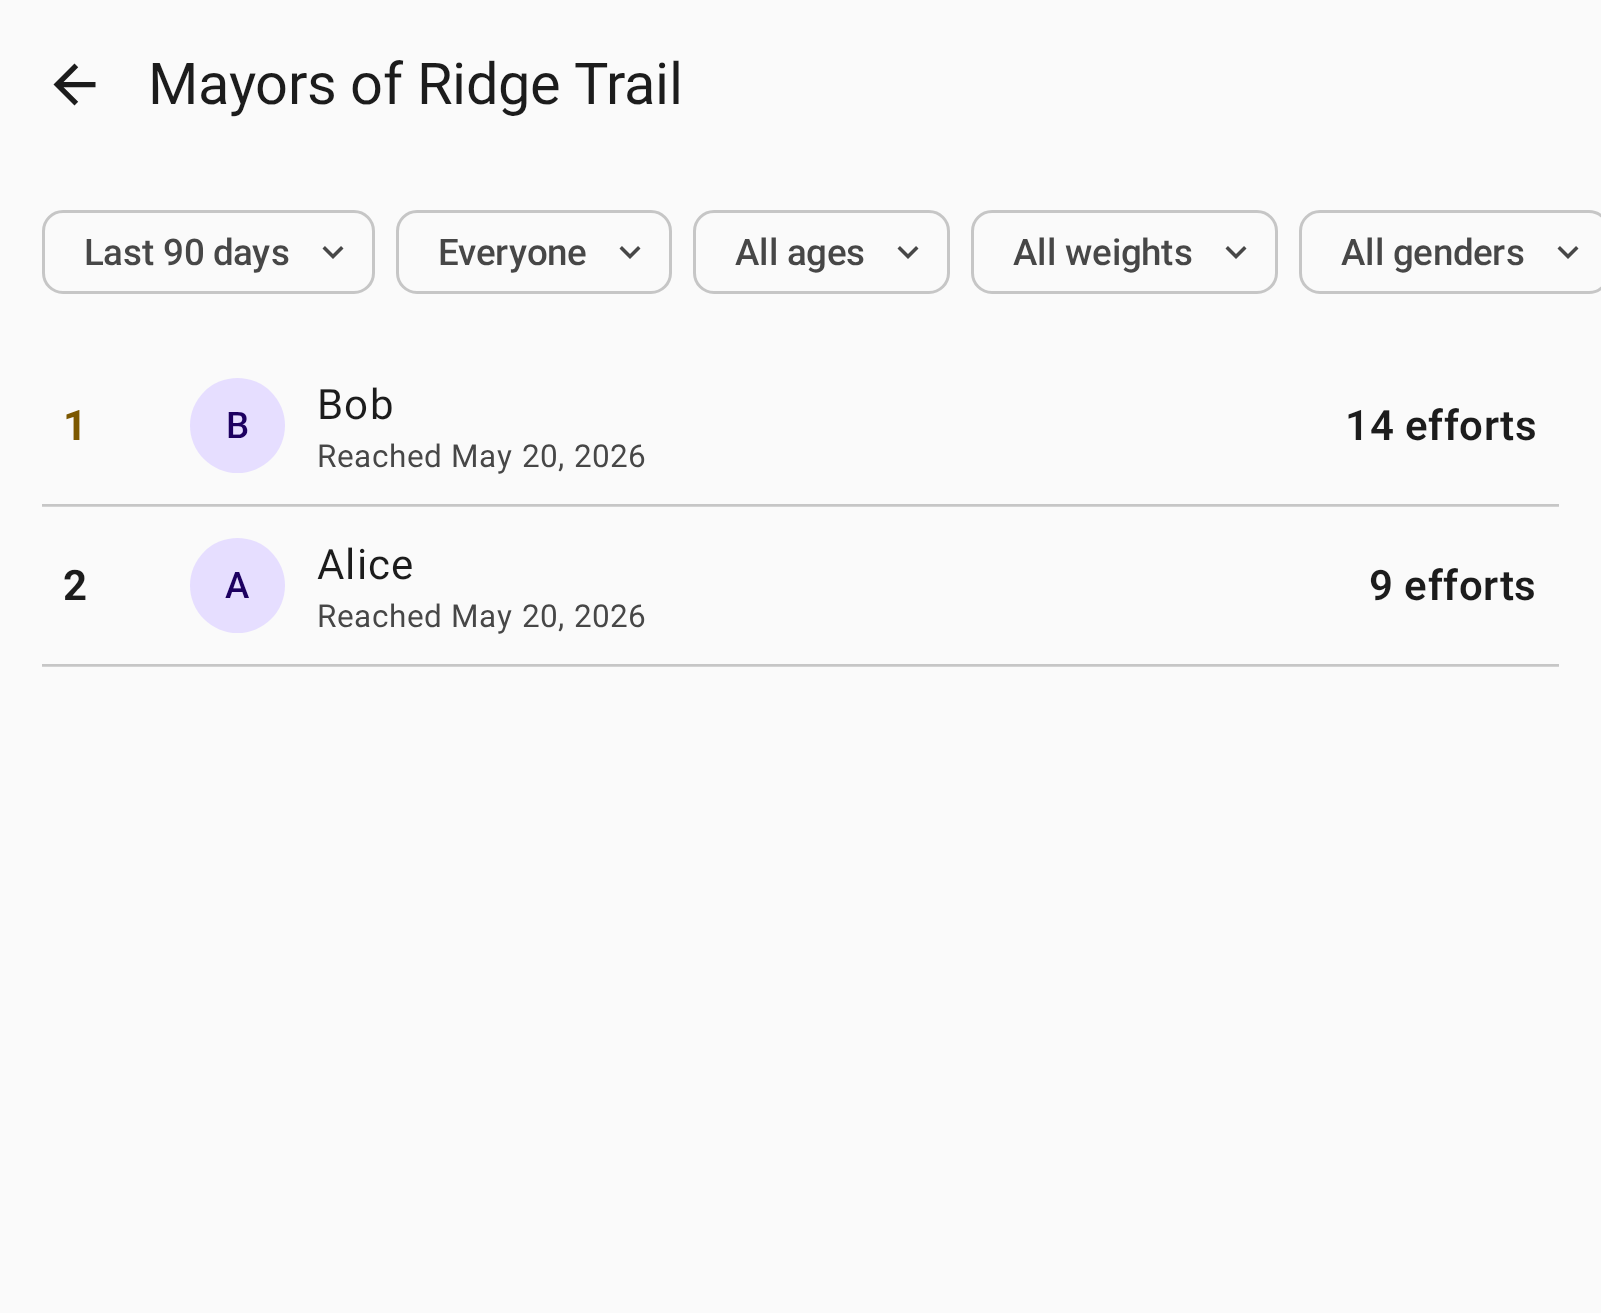 Mayors of Ridge Trail
Last 90 days Everyone All ages All weights All genders
1 B Bob 14 efforts
Reached May 20, 2026
2 A Alice 9 efforts
Reached May 20, 2026